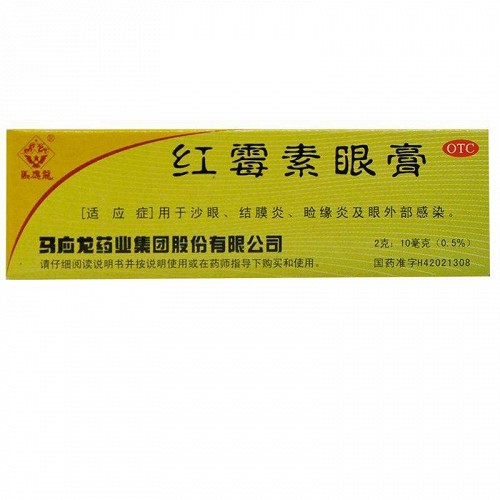 馬應龍
红霉素眼膏
OTC
[适 应 症]用于沙眼、结膜炎、睑缘炎及眼外部感染。
马应龙药业集团股份有限公司
2克：10毫克（0.5%）
请仔细阅读说明书并按说明使用或在药师指导下购买和使用。
国药准字H42021308